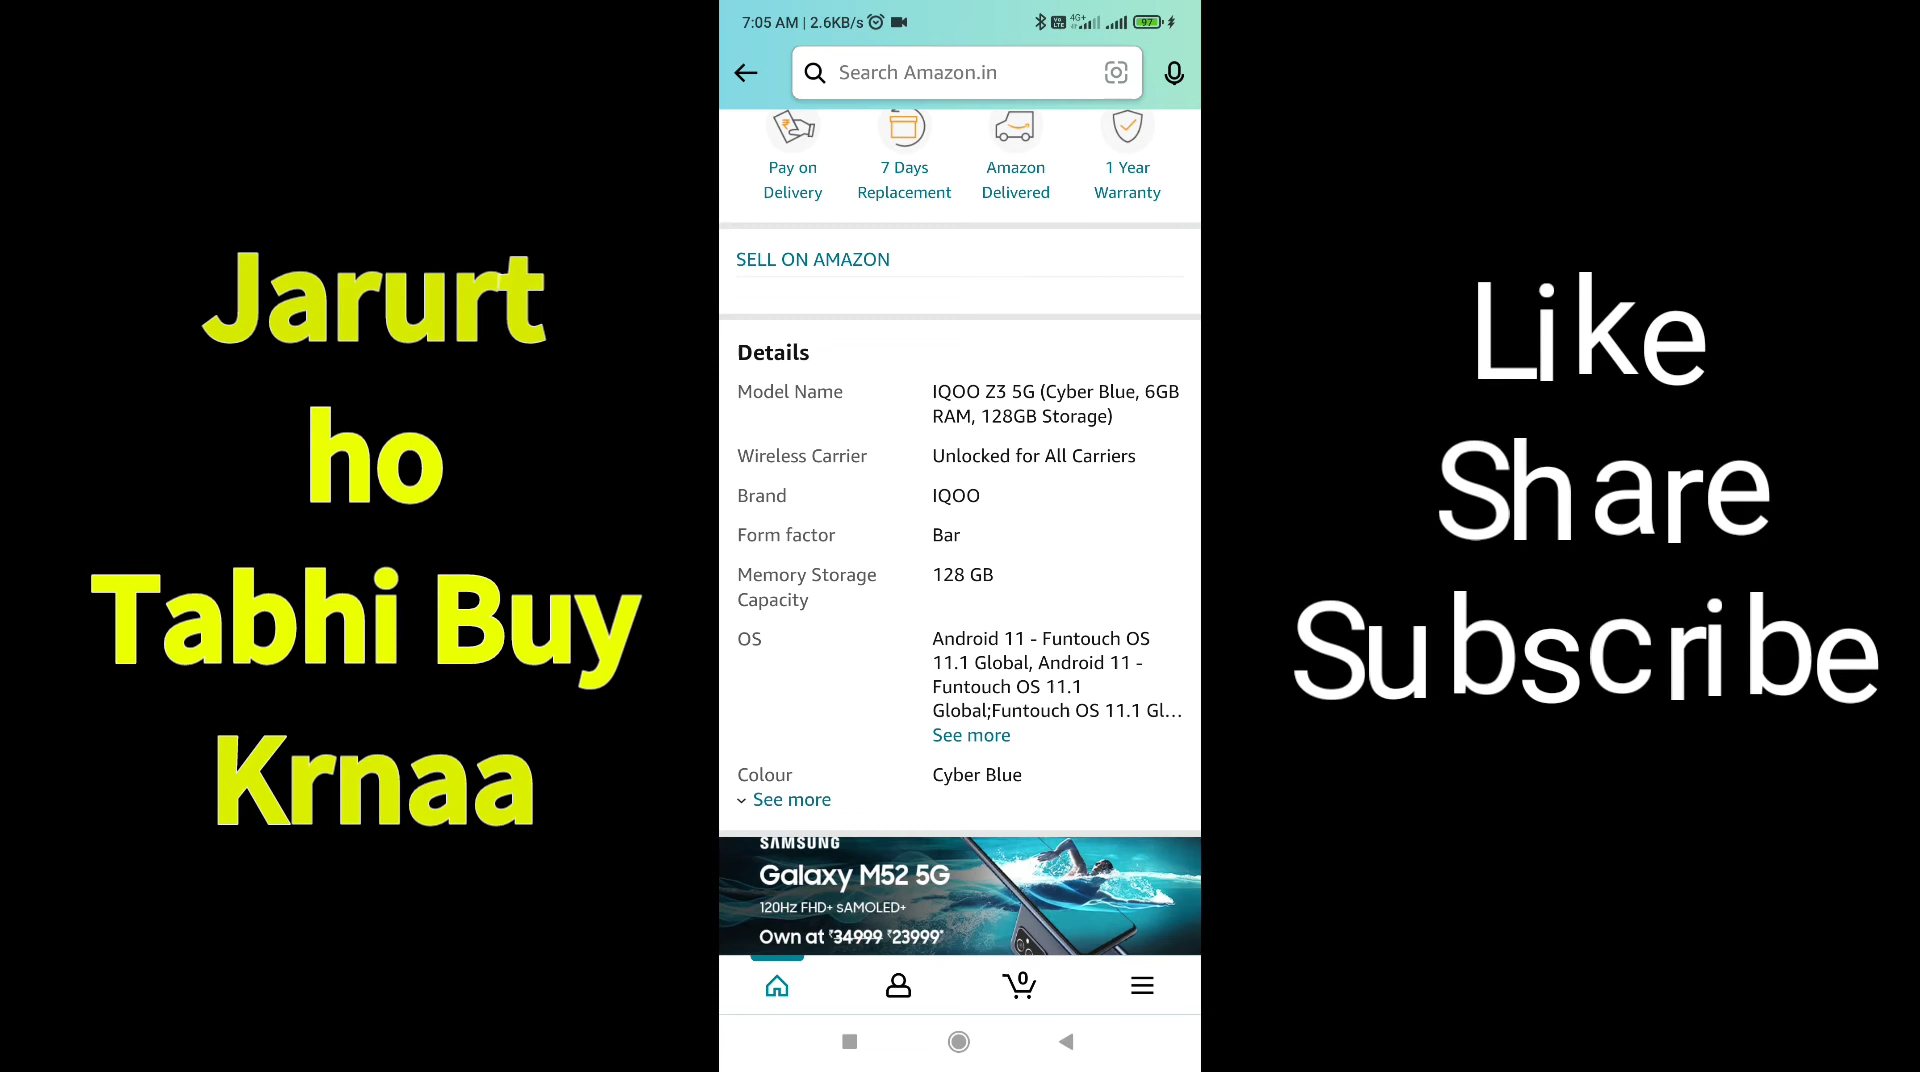 Jarurt
ho
Tabhi Buy
Krnaa
7:05 AM | 2.6KB/s
4G+
VoLTE
97
Search Amazon.in
Pay on
Delivery
7 Days
Replacement
Amazon
Delivered
1 Year
Warranty
SELL ON AMAZON
Details
Model Name IQOO Z3 5G (Cyber Blue, 6GB
RAM, 128GB Storage)
Wireless Carrier Unlocked for All Carriers
Brand IQOO
Form factor Bar
Memory Storage
Capacity
128 GB
OS Android 11 - Funtouch OS
11.1 Global, Android 11 -
Funtouch OS 11.1
Global;Funtouch OS 11.1 Gl...
See more
Colour Cyber Blue
See more
SAMSUNG
Galaxy M52 5G
120Hz FHD+ sAMOLED+
Own at ₹34999 ₹23999*
0
Like
Share
Subscribe